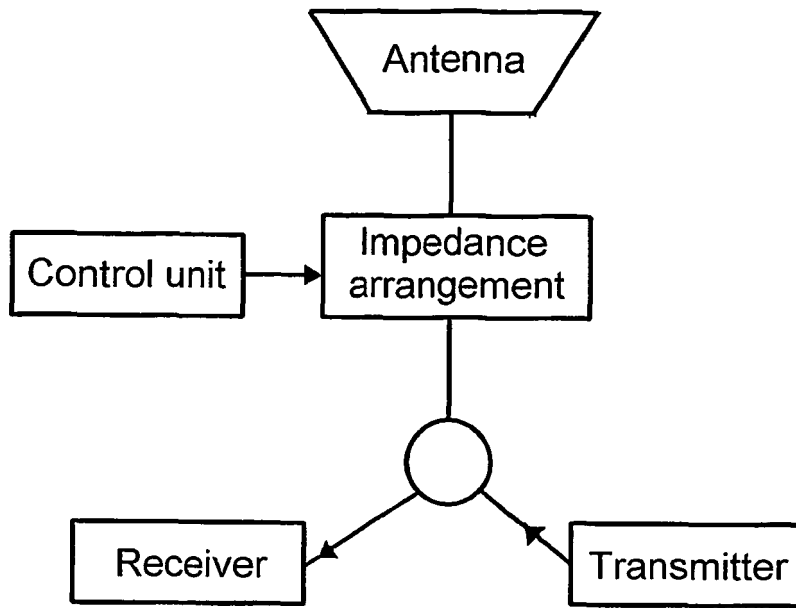 Antenna
Control unit
Impedance
arrangement
Receiver
Transmitter